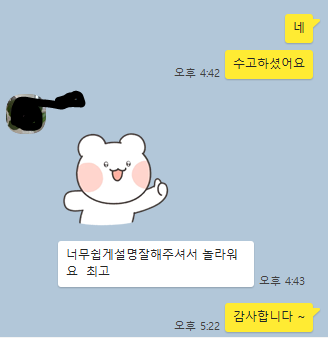 네
수고하셨어요
오후 4:42
너무쉽게설명잘해주셔서 놀라워
요 최고
오후 4:43
감사합니다 ~
오후 5:22